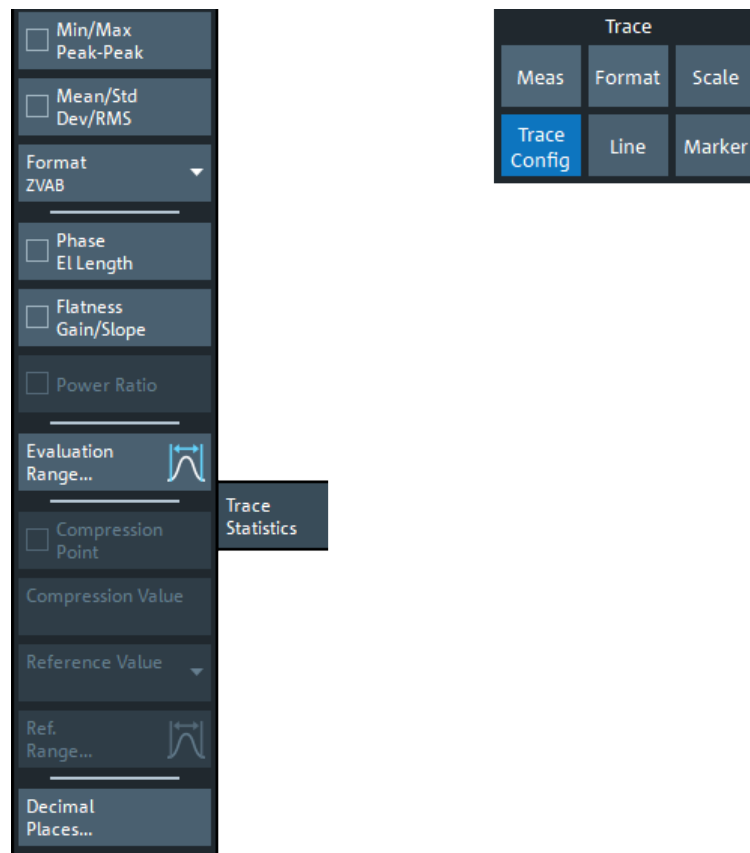 Min/Max
Peak-Peak
Mean/Std
Dev/RMS
Format
ZVAB
Phase
El Length
Flatness
Gain/Slope
Power Ratio
Evaluation
Range...
Compression
Point
Compression Value
Reference Value
Ref.
Range...
Decimal
Places...
Trace
Statistics
Trace
Meas
Format
Scale
Trace
Config
Line
Marker